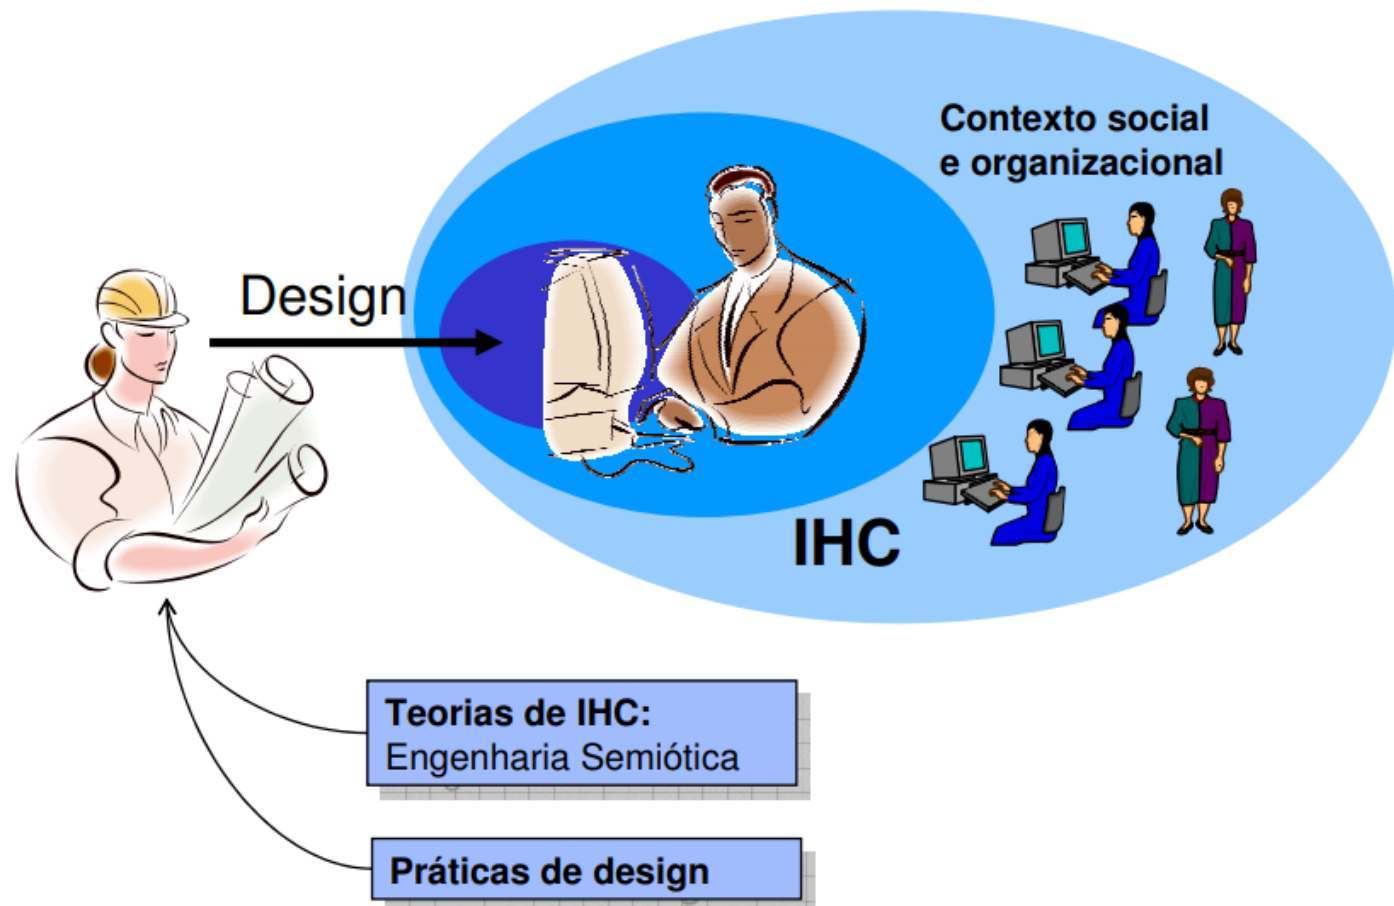 Contexto social
e organizacional
Design
IHC
Teorias de IHC:
Engenharia Semiótica
Práticas de design